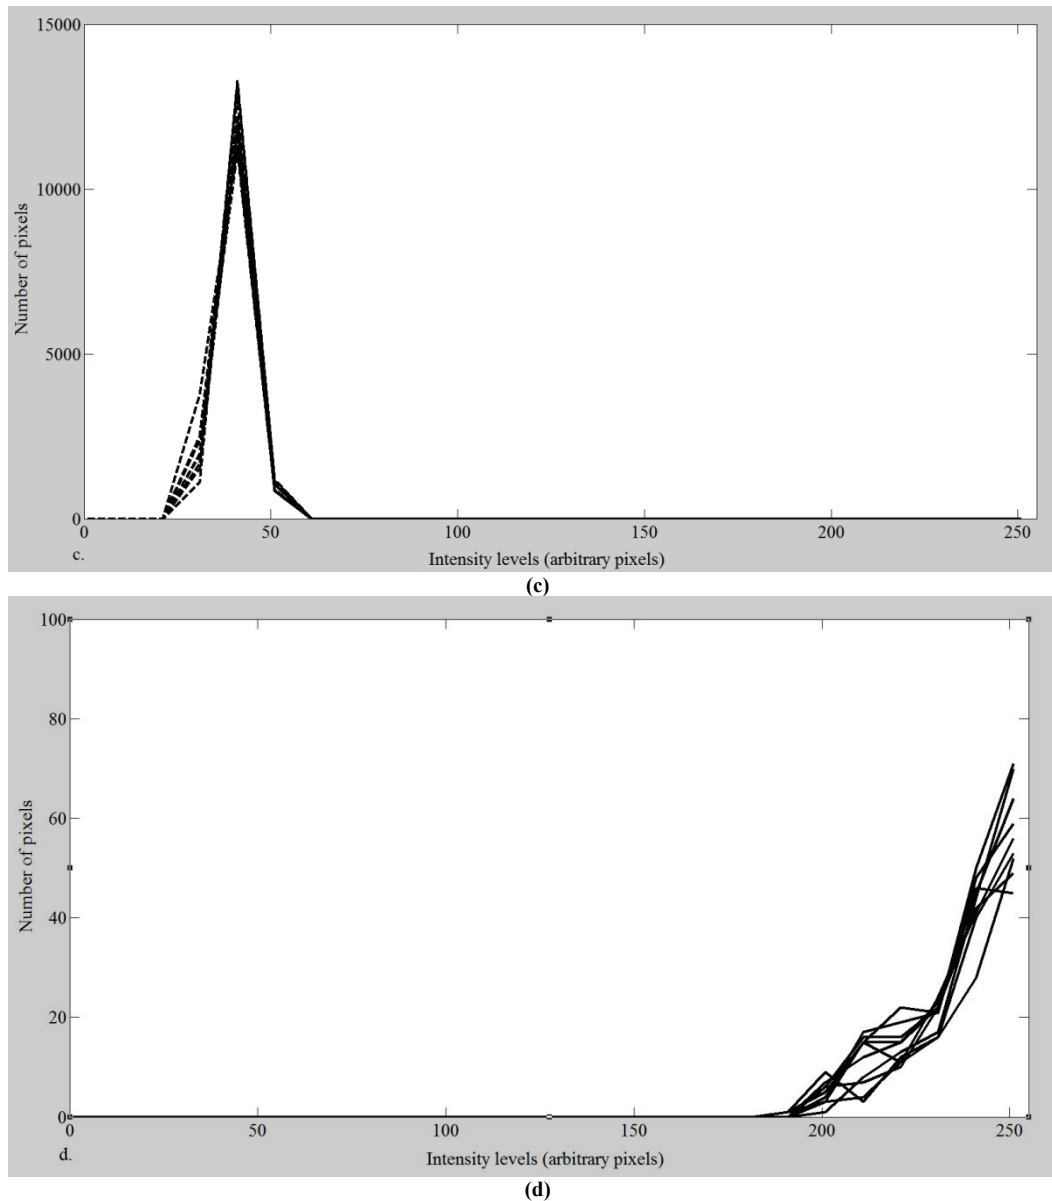 15000
10000
5000
0
Number of pixels
0 50 100 150 200 250
c. Intensity levels (arbitrary pixels)
(c)
100
80
60
40
20
0
Number of pixels
0 50 100 150 200 250
d. Intensity levels (arbitrary pixels)
(d)